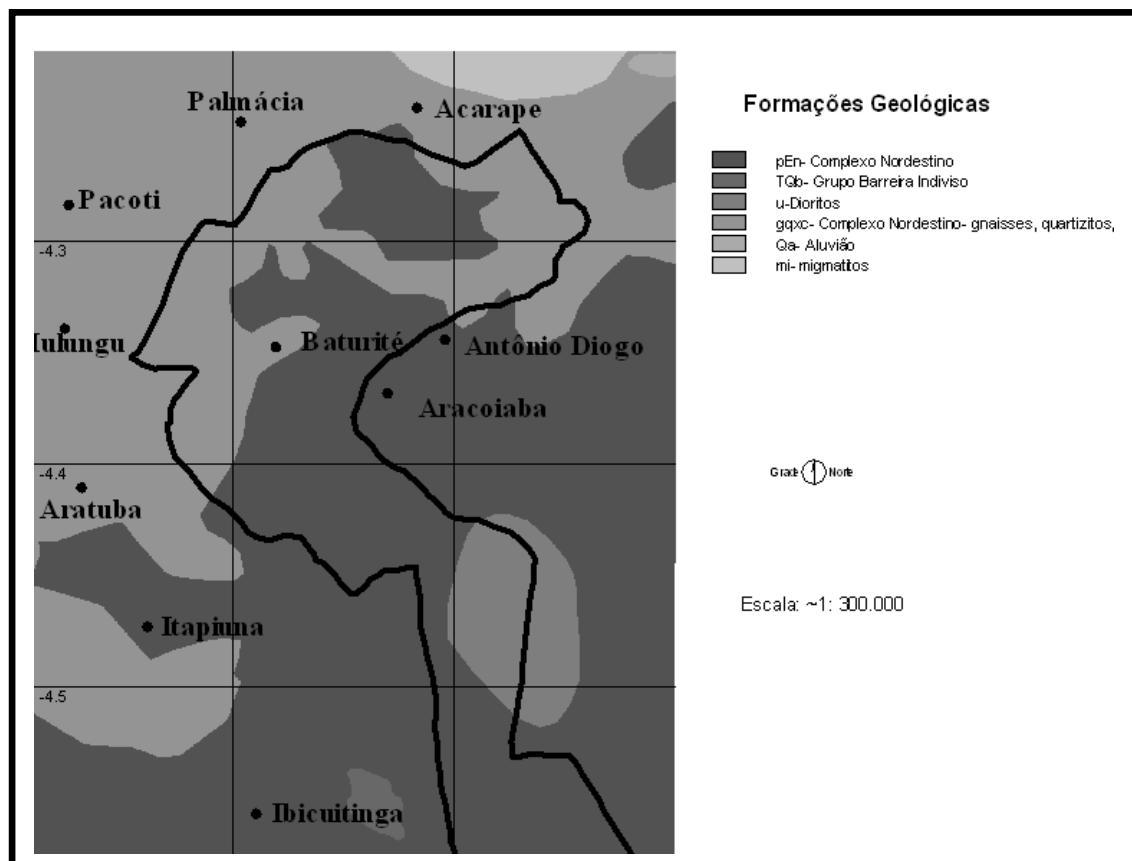 Palmácia
Acarape
Pacoti
-4.3
Iulungu
Baturité
Antônio Diogo
Aracoiaba
-4.4
Aratuba
Itapiuna
-4.5
Ibicuitinga
Formações Geológicas
pEn- Complexo Nordestino
TQb- Grupo Barreira Indiviso
u-Dioritos
gqxc- Complexo Nordestino- gnaisses, quartizitos,
Qa- Aluvião
mi- migmatitos
Grade Norte
Escala: ~1: 300.000